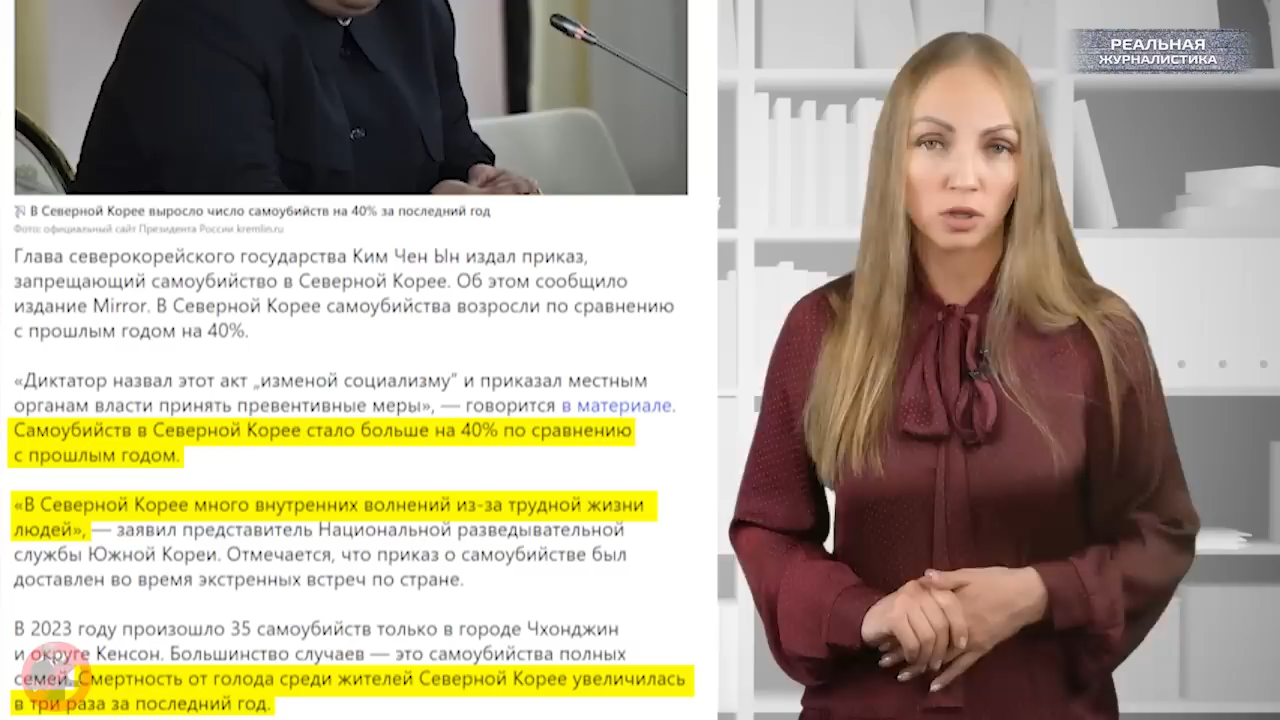 В Северной Корее выросло число самоубийств на 40% за последний год
Фото: официальный сайт Президента России kremlin.ru
Глава северокорейского государства Ким Чен Ын издал приказ,
запрещающий самоубийство в Северной Корее. Об этом сообщило
издание Mirror. В Северной Корее самоубийства возросли по сравнению
с прошлым годом на 40%.
«Диктатор назвал этот акт „изменой социализму” и приказал местным
органам власти принять превентивные меры», — говорится в материале.
Самоубийств в Северной Корее стало больше на 40% по сравнению
с прошлым годом.
«В Северной Корее много внутренних волнений из-за трудной жизни
людей», — заявил представитель Национальной разведывательной
службы Южной Кореи. Отмечается, что приказ о самоубийстве был
доставлен во время экстренных встреч по стране.
В 2023 году произошло 35 самоубийств только в городе Чхонджин
и округе Кенсон. Большинство случаев — это самоубийства полных
семей. Смертность от голода среди жителей Северной Корее увеличилась
в три раза за последний год.
РЕАЛЬНАЯ
ЖУРНАЛИСТИКА